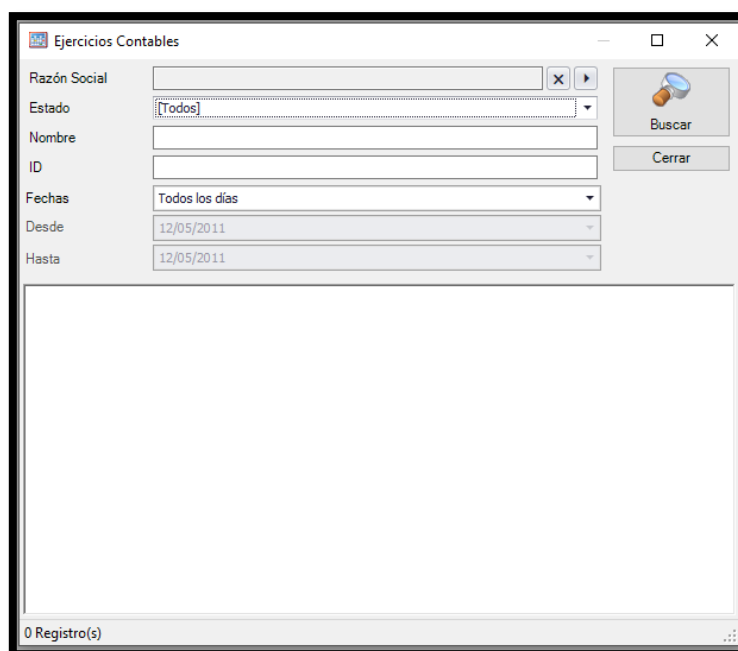 Ejercicios Contables
Razón Social
Estado [Todos]
Nombre
ID
Fechas Todos los días
Desde 12/05/2011
Hasta 12/05/2011
Buscar
Cerrar
0 Registro(s)